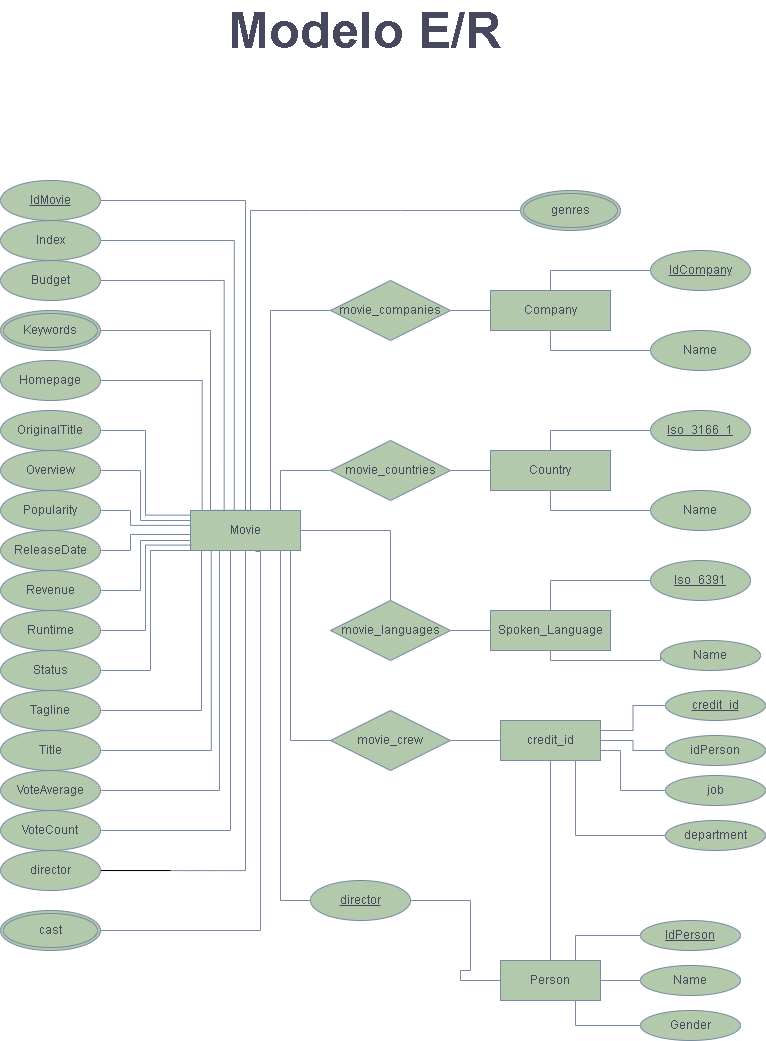 Modelo E/R
IdMovie
genres
Index
IdCompany
Budget
movie_companies
Company
Keywords
Name
Homepage
OriginalTitle
Iso_3166_1
Overview
movie_countries
Country
Popularity
Name
Movie
ReleaseDate
Revenue
Iso_6391
Runtime
movie_languages
Spoken_Language
Name
Status
Tagline
credit_id
Title
movie_crew
credit_id
idPerson
VoteAverage
job
VoteCount
department
director
director
cast
IdPerson
Person
Name
Gender